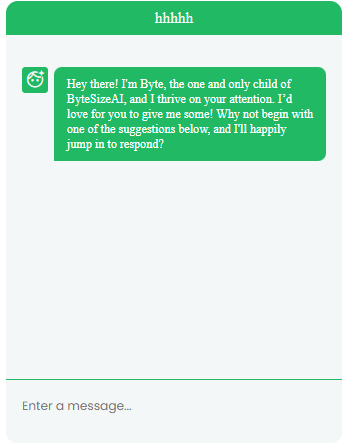 hhhhh
Hey there! I'm Byte, the one and only child of
ByteSizeAI, and I thrive on your attention. I’d
love for you to give me some! Why not begin with
one of the suggestions below, and I'll happily
jump in to respond?
Enter a message...